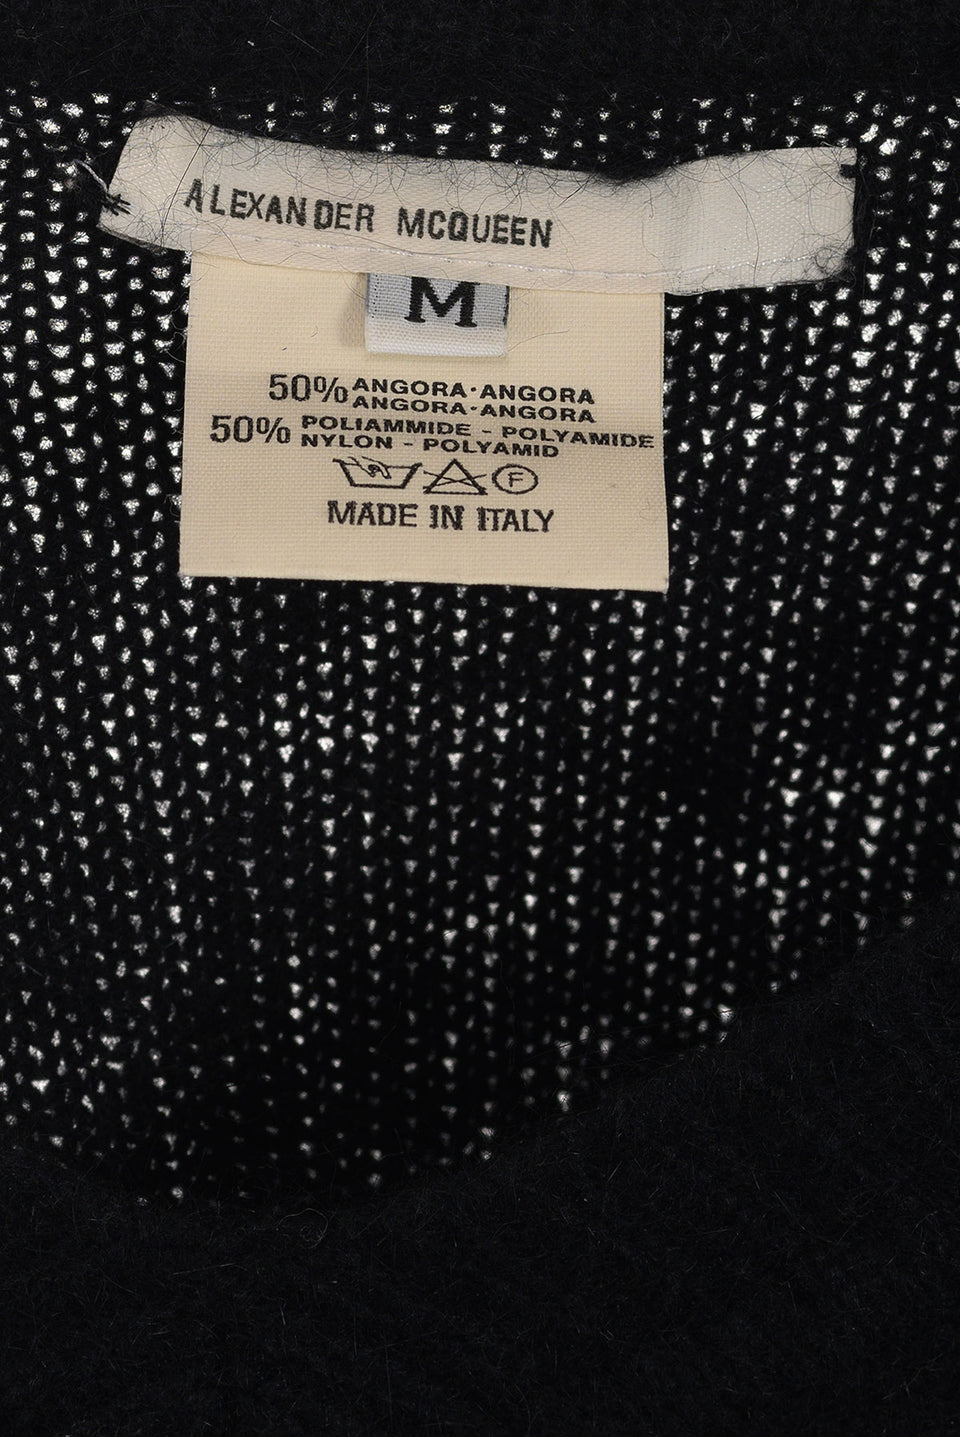 ALEXANDER MCQUEEN
M
50% ANGORA·ANGORA
ANGORA·ANGORA
50% POLIAMMIDE - POLYAMIDE
NYLON - POLYAMID
F
MADE IN ITALY